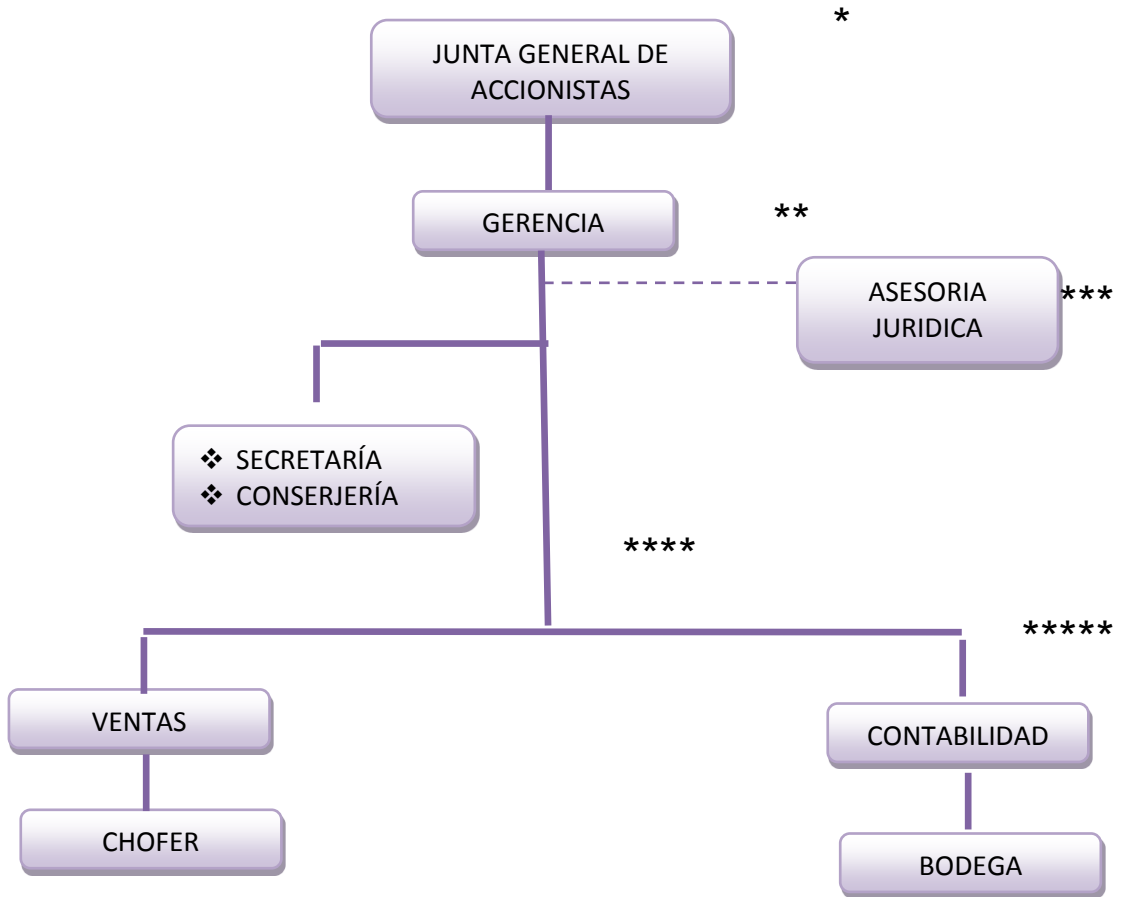 *
JUNTA GENERAL DE
ACCIONISTAS
GERENCIA
**
ASESORIA
JURIDICA
***
❖ SECRETARÍA
❖ CONSERJERÍA
****
*****
VENTAS
CONTABILIDAD
CHOFER
BODEGA